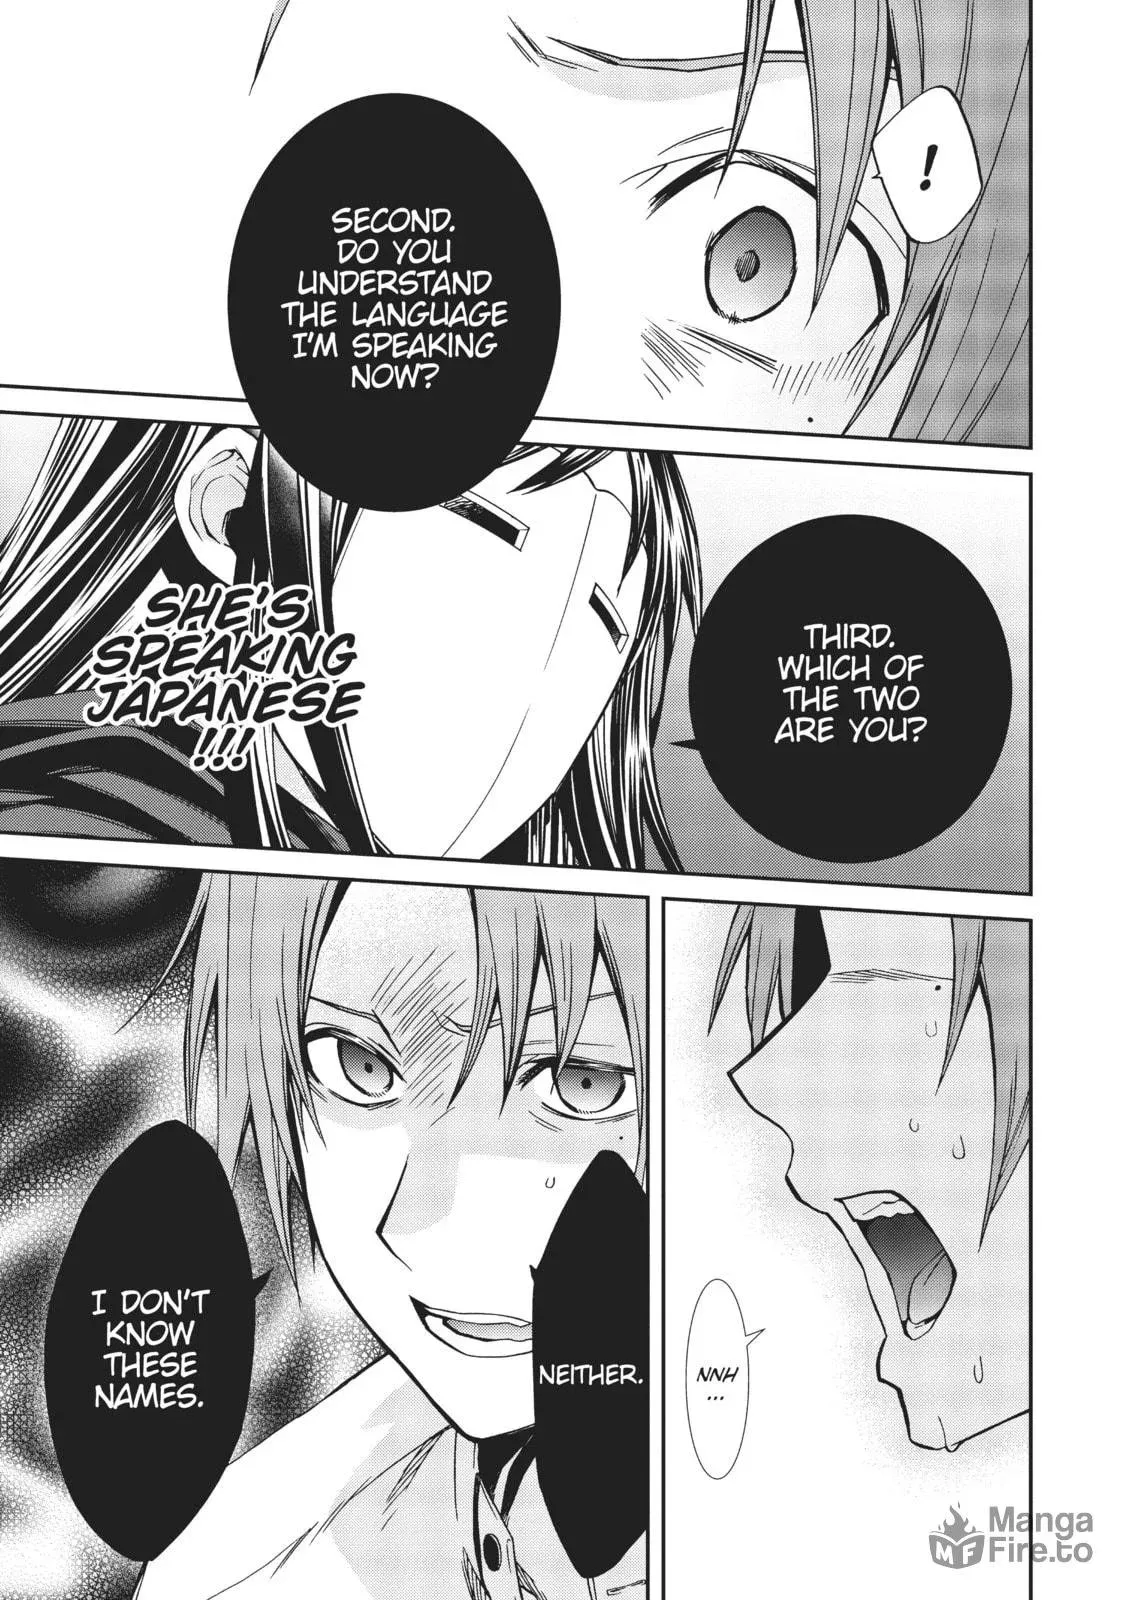 !
SECOND.
DO YOU
UNDERSTAND
THE LANGUAGE
I'M SPEAKING
NOW?
THIRD.
WHICH OF
THE TWO
ARE YOU?
SHE'S
SPEAKING
JAPANESE
!!!
NNH
...
NEITHER.
I DON'T
KNOW
THESE
NAMES.
Manga
MF Fire.to